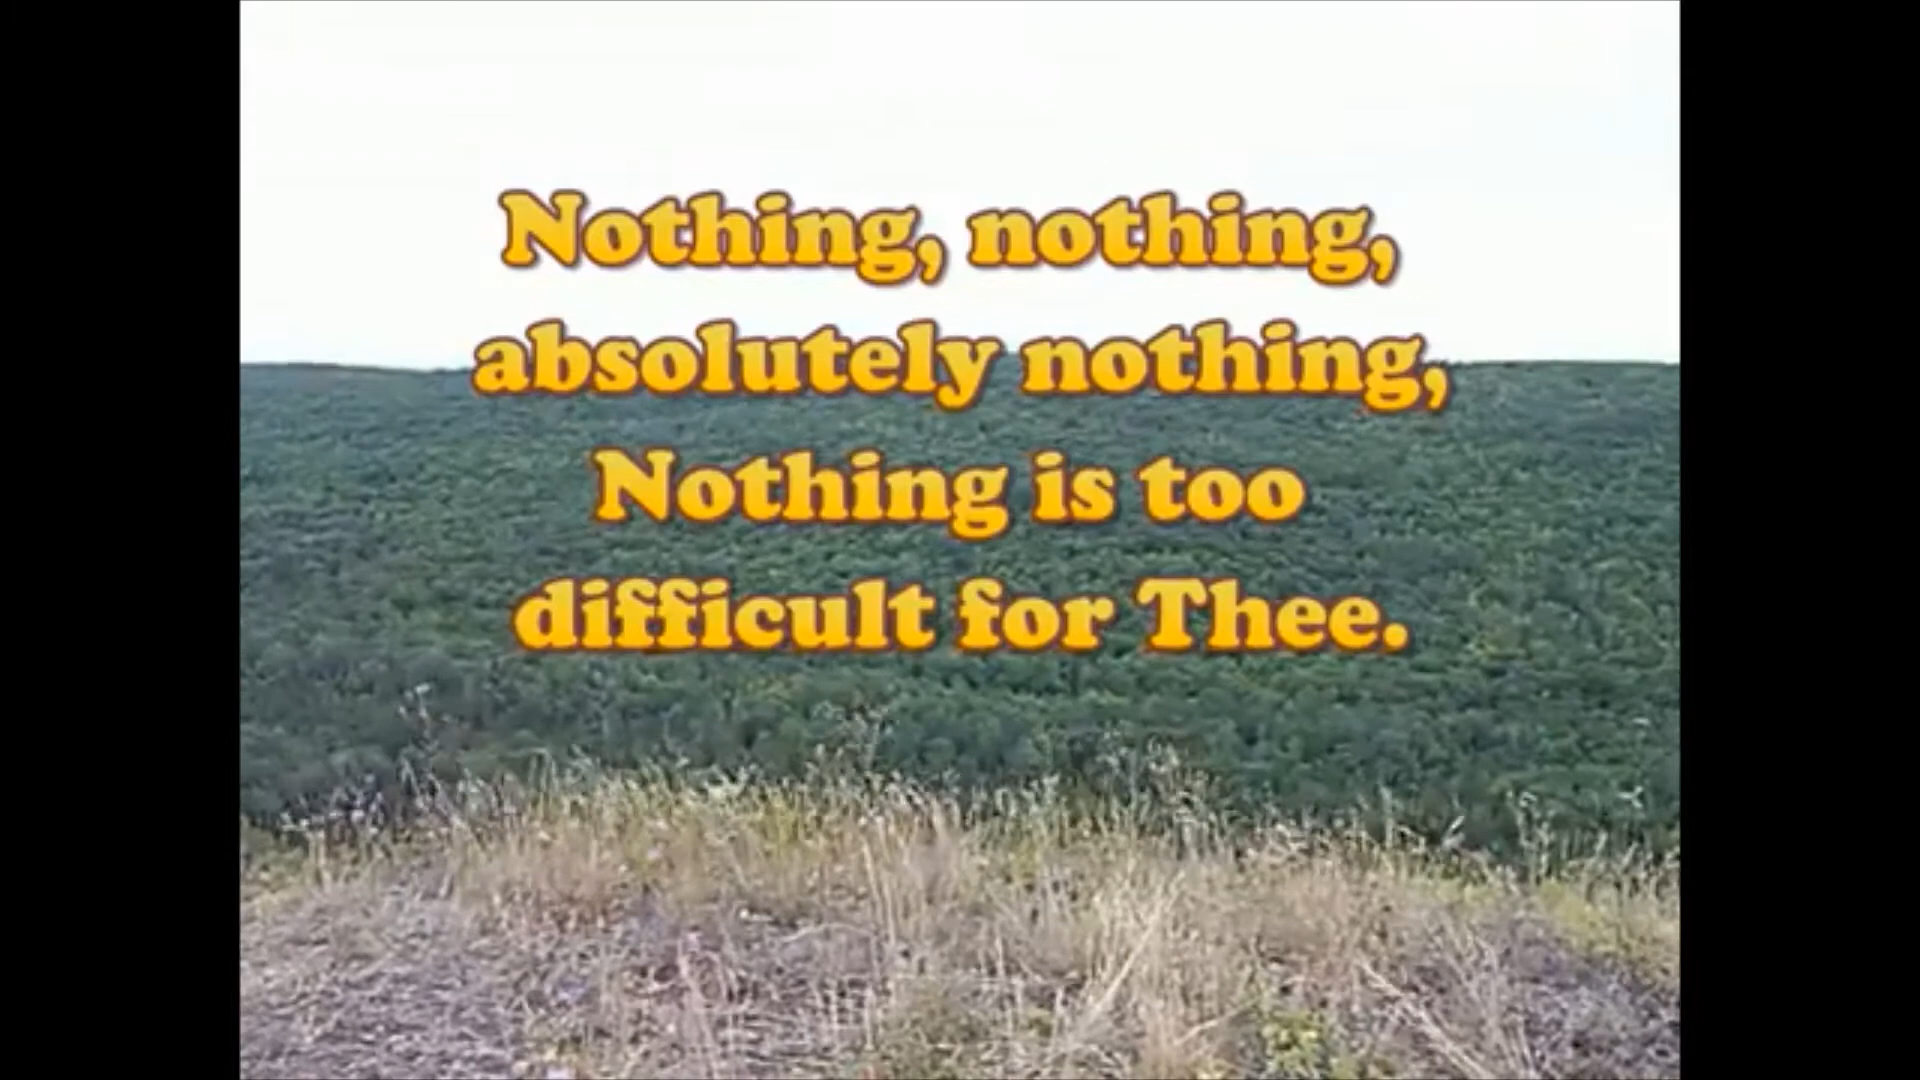 Nothing, nothing,
absolutely nothing,
Nothing is too
difficult for Thee.